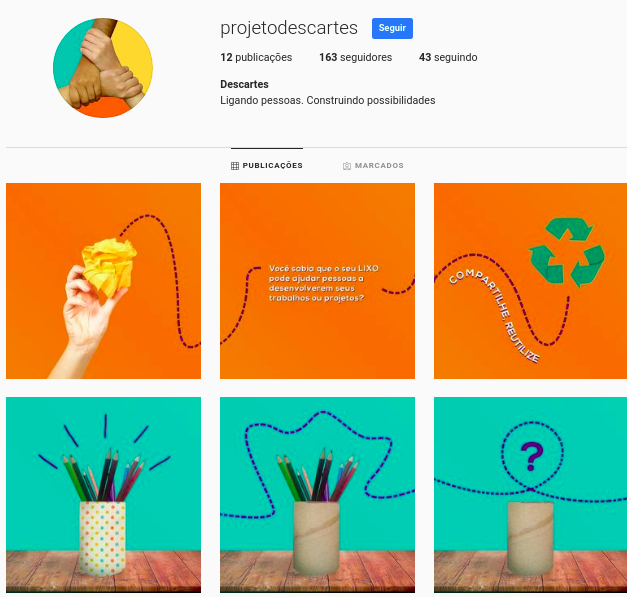 projetodescartes Seguir
12 publicações 163 seguidores 43 seguindo
Descartes
Ligando pessoas. Construindo possibilidades
PUBLICAÇÕES MARCADOS
Você sabia que o seu LIXO
pode ajudar pessoas a
desenvolverem seus
trabalhos ou projetos?
COMPARTILHE, REUTILIZE
?